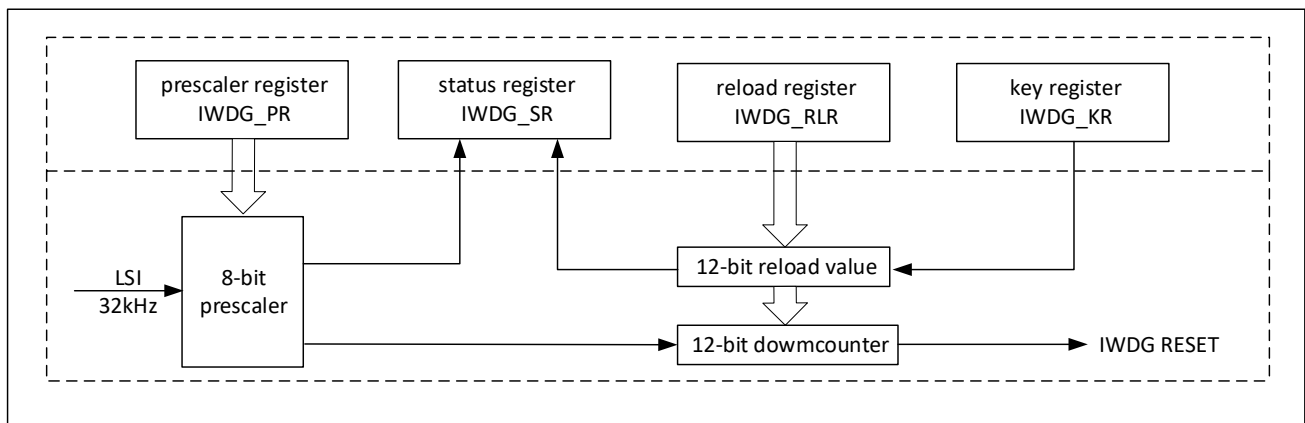 prescaler register
IWDG_PR
status register
IWDG_SR
reload register
IWDG_RLR
key register
IWDG_KR
LSI
32kHz
8-bit
prescaler
12-bit reload value
12-bit dowmcounter
IWDG RESET